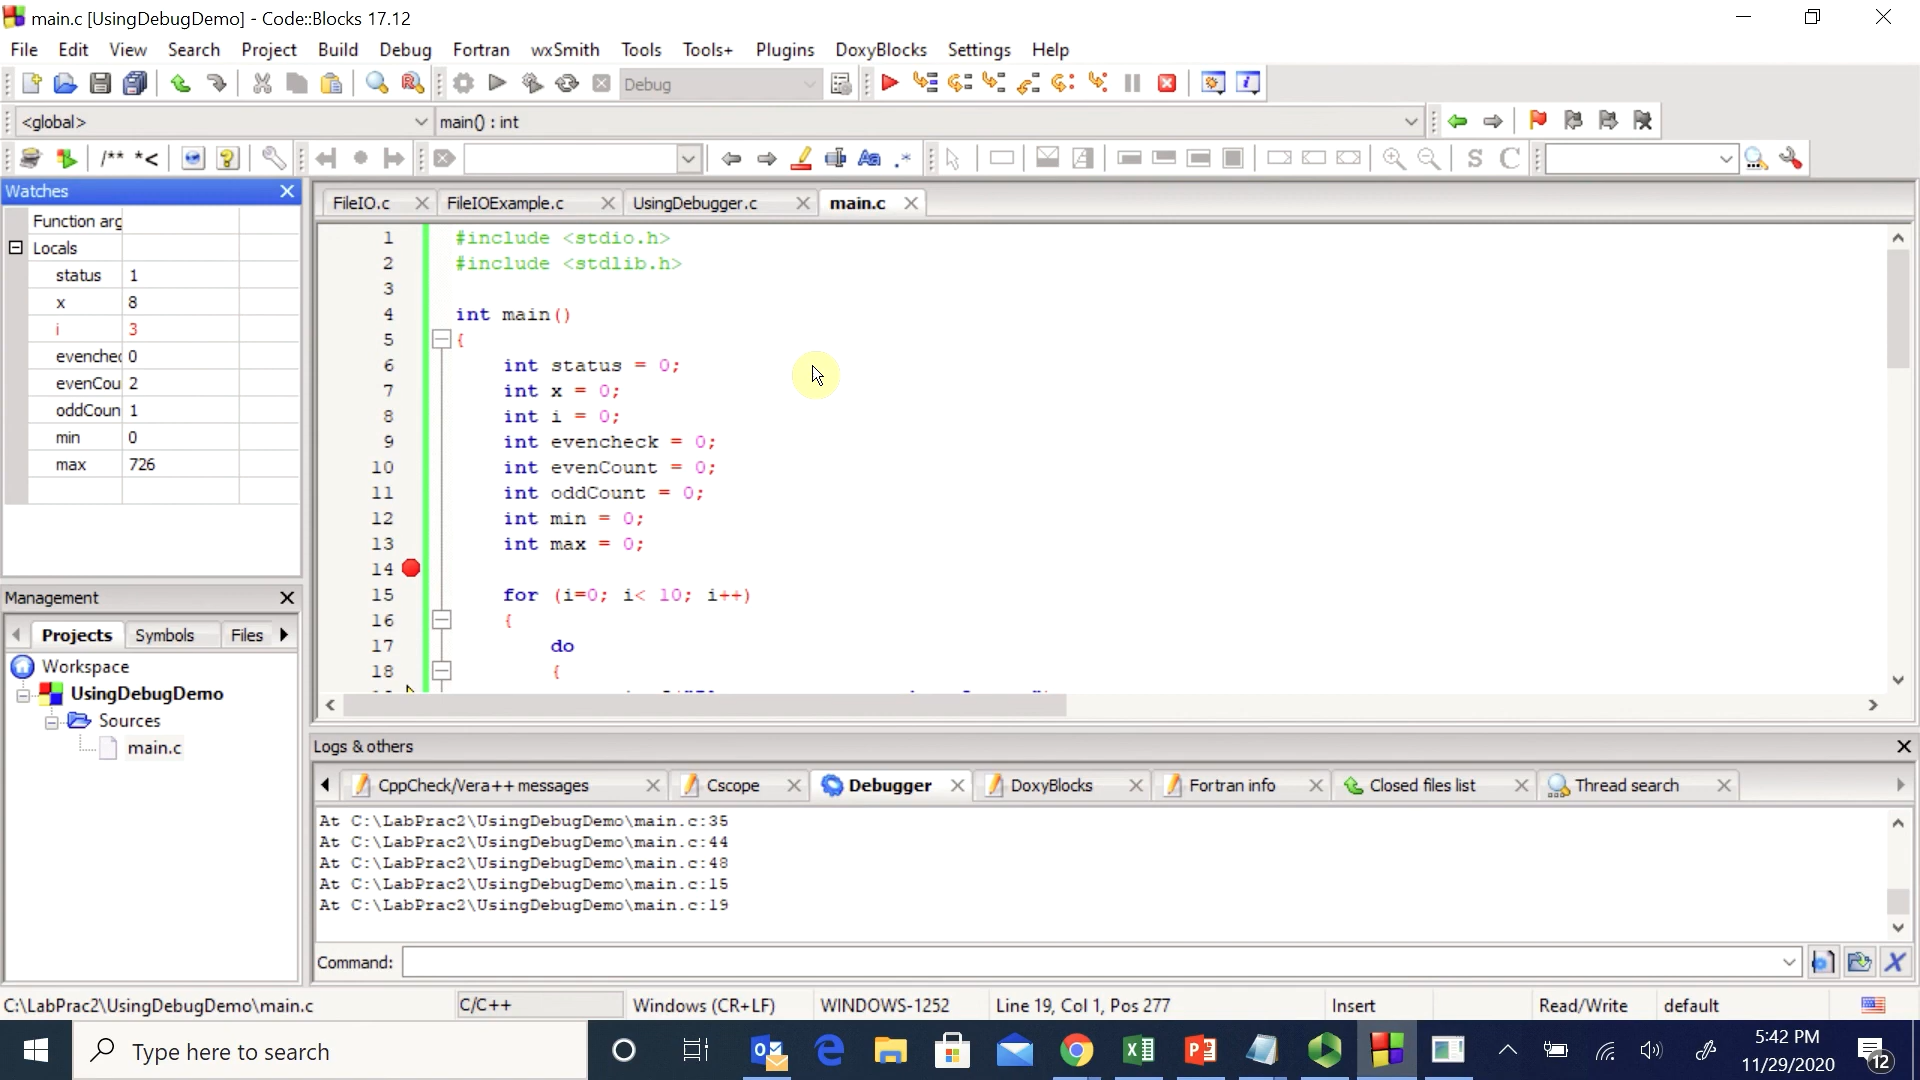 main.c [UsingDebugDemo] - Code::Blocks 17.12
File Edit View Search Project Build Debug Fortran wxSmith Tools Tools+ Plugins DoxyBlocks Settings Help
Debug
<global> main() : int
/** *<
Aa .* S C
Watches
Function arg
Locals
status 1
x 8
i 3
evenchec 0
evenCou 2
oddCoun 1
min 0
max 726
FileIO.c FileIOExample.c UsingDebugger.c main.c
1 #include <stdio.h>
2 #include <stdlib.h>
3
4 int main()
5 {
6 int status = 0;
7 int x = 0;
8 int i = 0;
9 int evencheck = 0;
10 int evenCount = 0;
11 int oddCount = 0;
12 int min = 0;
13 int max = 0;
14
15 for (i=0; i< 10; i++)
16 {
17 do
18 {
Management
Projects Symbols Files
Workspace
UsingDebugDemo
Sources
main.c
Logs & others
CppCheck/Vera++ messages Cscope Debugger DoxyBlocks Fortran info Closed files list Thread search
At C:\LabPrac2\UsingDebugDemo\main.c:35
At C:\LabPrac2\UsingDebugDemo\main.c:44
At C:\LabPrac2\UsingDebugDemo\main.c:48
At C:\LabPrac2\UsingDebugDemo\main.c:15
At C:\LabPrac2\UsingDebugDemo\main.c:19
Command:
C:\LabPrac2\UsingDebugDemo\main.c C/C++ Windows (CR+LF) WINDOWS-1252 Line 19, Col 1, Pos 277 Insert Read/Write default
Type here to search
5:42 PM
11/29/2020
12